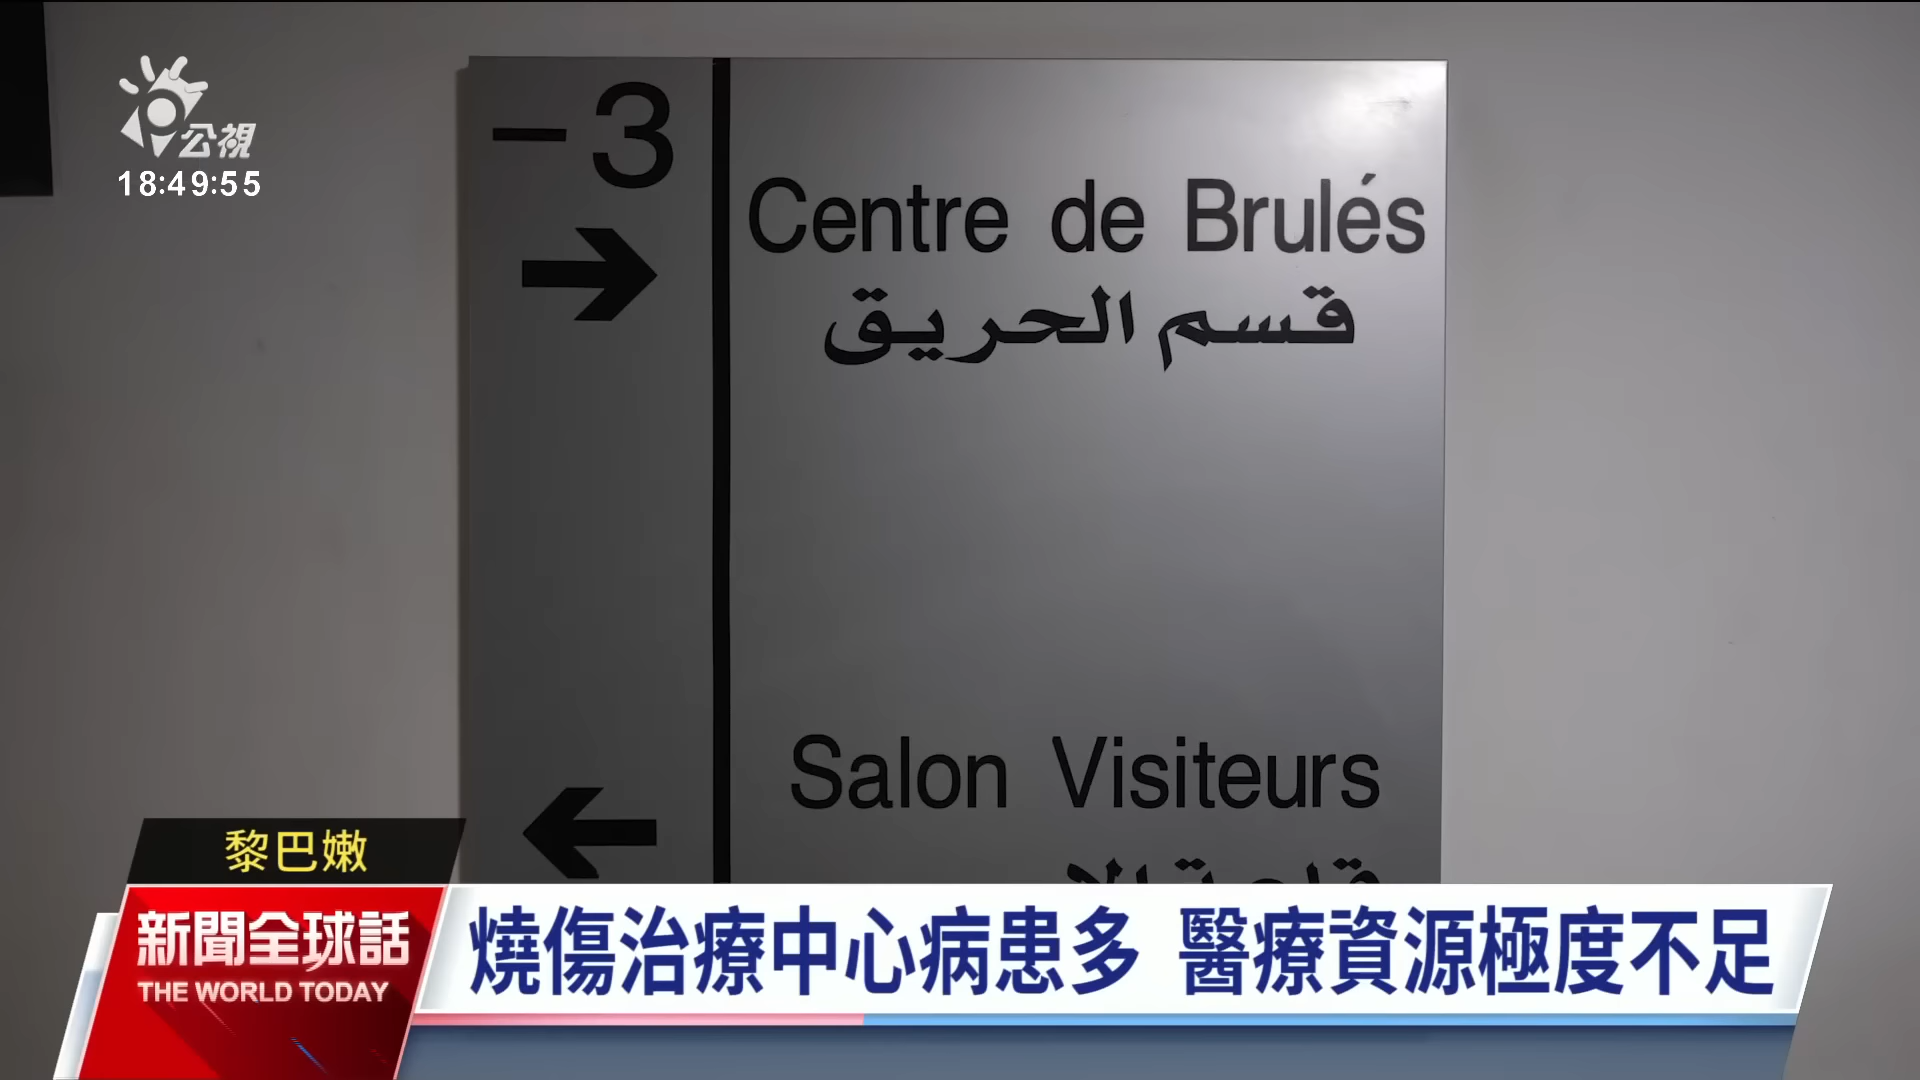 公視
18:49:55
-3
Centre de Brulés
قسم الحريق
Salon Visiteurs
黎巴嫩
新聞全球話
THE WORLD TODAY
燒傷治療中心病患多 醫療資源極度不足